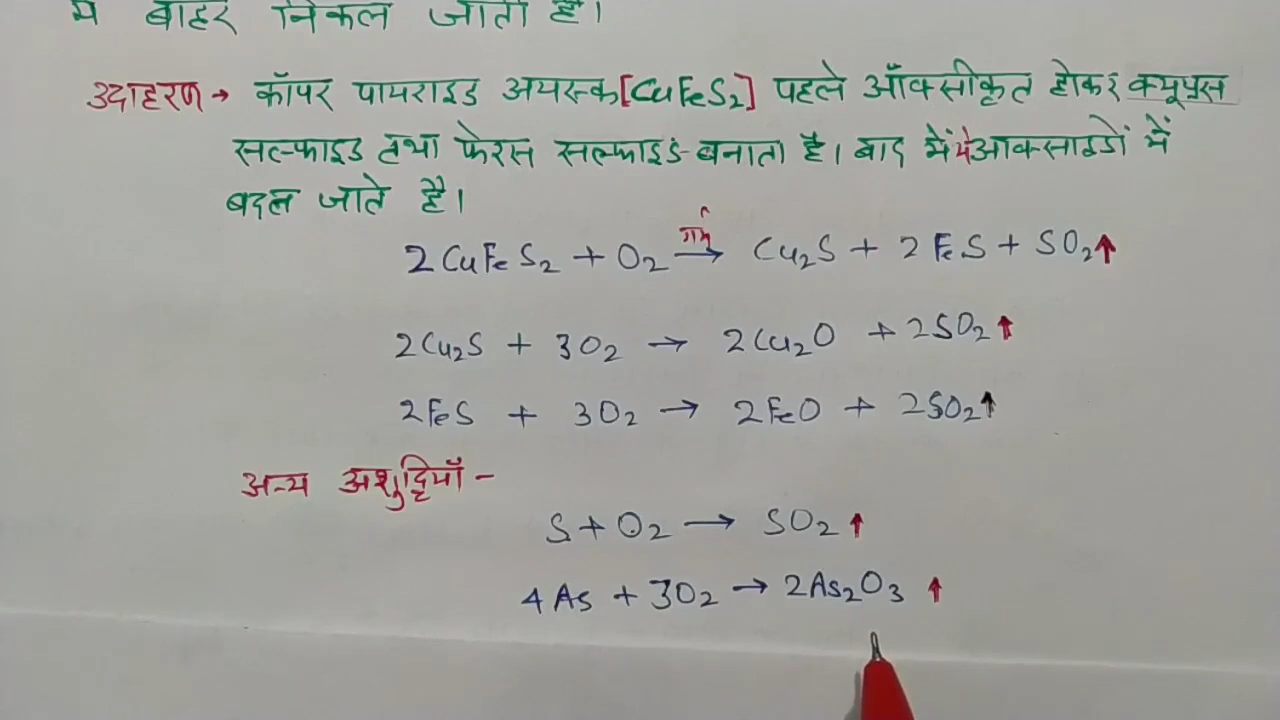 में बाहर निकल जाती है।
उदाहरण → कॉपर पायराइड अयस्क [CuFeS2] पहले ऑक्सीकृत होकर क्यूप्रस
सल्फाइड तथा फेरस सल्फाइड बनाता है। बाद में ये आक्साइडों में
बदल जाते है।
2CuFeS2 + O2 गर्म→ Cu2S + 2FeS + SO2↑
2Cu2S + 3O2 → 2Cu2O + 2SO2↑
2FeS + 3O2 → 2FeO + 2SO2↑
अन्य अशुद्धियाँ -
S + O2 → SO2↑
4As + 3O2 → 2As2O3 ↑